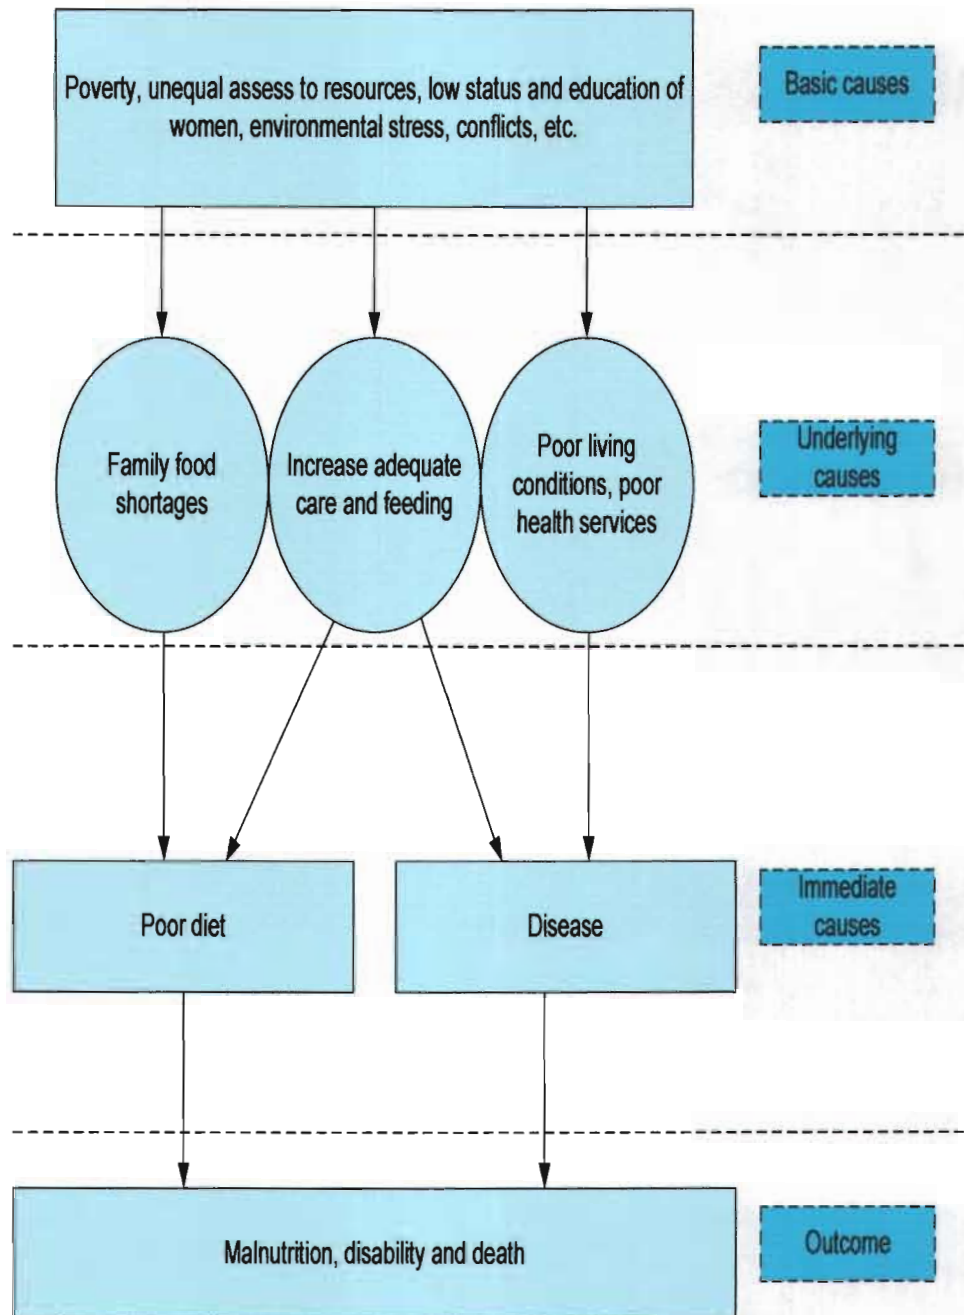 Poverty, unequal assess to resources, low status and education of
women, environmental stress, conflicts, etc.
Basic causes
Family food
shortages
Increase adequate
care and feeding
Poor living
conditions, poor
health services
Underlying
causes
Poor diet
Disease
Immediate
causes
Malnutrition, disability and death
Outcome